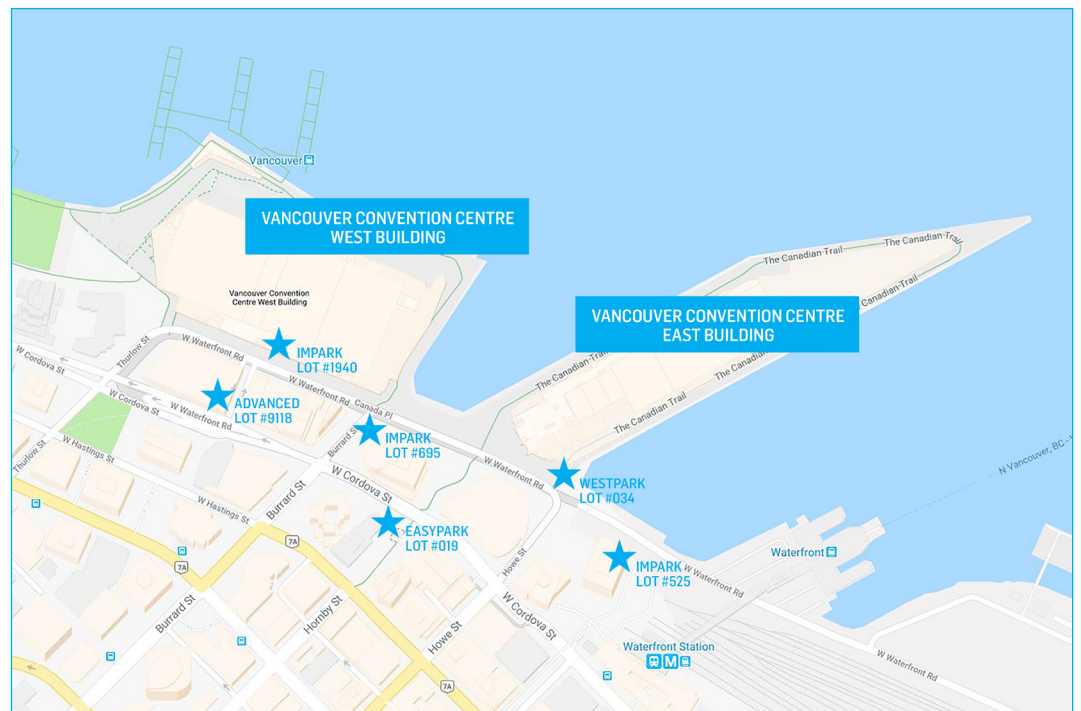 Vancouver
VANCOUVER CONVENTION CENTRE
WEST BUILDING
The Canadian Trail
The Canadian Trail
The Canadian Trail
Vancouver Convention
Centre West Building
VANCOUVER CONVENTION CENTRE
EAST BUILDING
Thurlow St
W Waterfront Rd
IMPARK
LOT #1940
The Canadian Trail
The Canadian Trail
W Cordova St
W Waterfront Rd
W Cordova St
ADVANCED
LOT #9118
Canada Pl
The Canadian Trail
W Waterfront Rd
Burrard St
IMPARK
LOT #695
W Hastings St
Thurlow St
W Waterfront Rd
W Cordova St
WESTPARK
LOT #034
N Vancouver, BC -
Burrard St
W Hastings St
EASYPARK
LOT #019
7A
Howe St
IMPARK
LOT #525
Waterfront
7A
W Waterfront Rd
Burrard St
Hornby St
Howe St
W Cordova St
Waterfront Station
M
W Waterfront Rd
7A